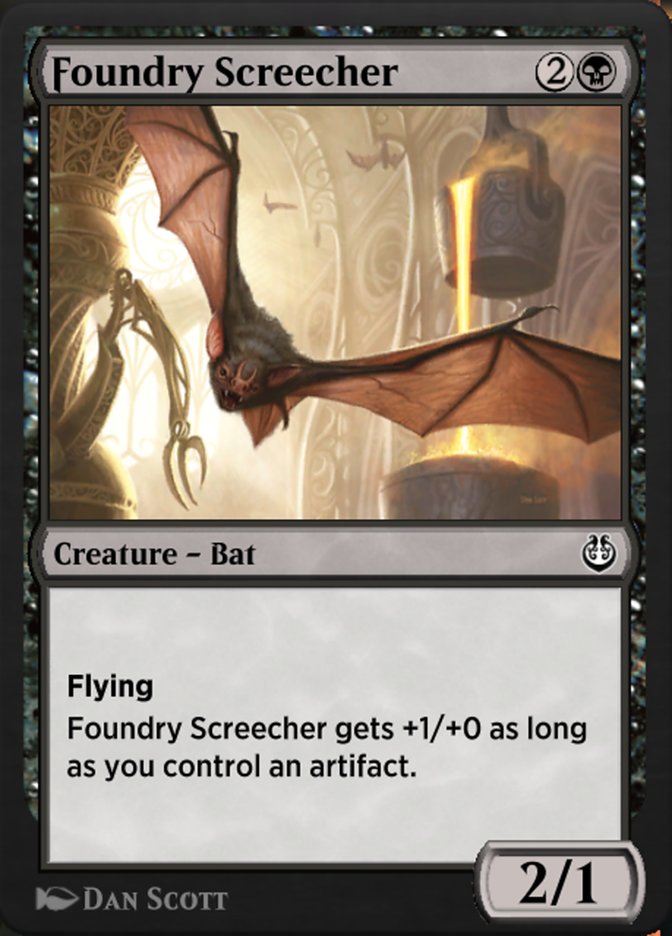 Foundry Screecher 2
Creature – Bat
Flying
Foundry Screecher gets +1/+0 as long
as you control an artifact.
2/1
Dan Scott